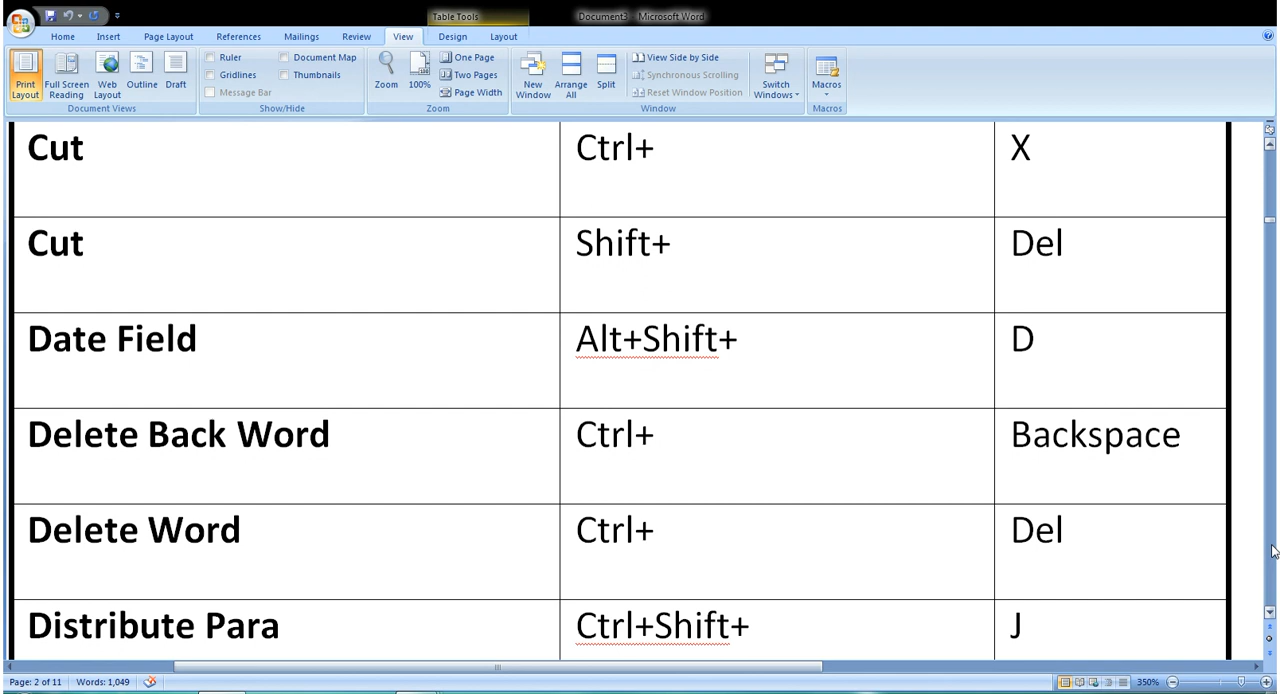 Table Tools
Document3 - Microsoft Word
Home Insert Page Layout References Mailings Review View Design Layout
Print Layout
Full Screen Reading
Web Layout
Outline
Draft
Document Views
Ruler
Gridlines
Message Bar
Document Map
Thumbnails
Show/Hide
Zoom
100%
One Page
Two Pages
Page Width
Zoom
New Window
Arrange All
Split
View Side by Side
Synchronous Scrolling
Reset Window Position
Window
Switch Windows
Macros
Macros
Cut Ctrl+ X
Cut Shift+ Del
Date Field Alt+Shift+ D
Delete Back Word Ctrl+ Backspace
Delete Word Ctrl+ Del
Distribute Para Ctrl+Shift+ J
Page: 2 of 11 Words: 1,049 350%